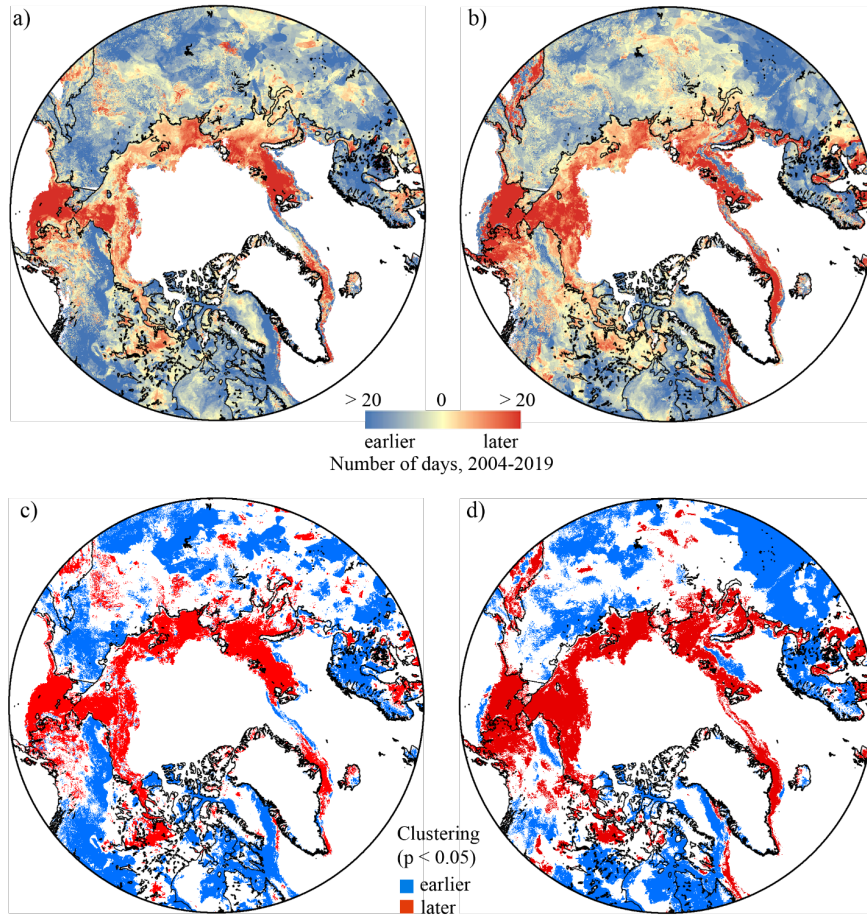 a)
b)
> 20 0 > 20
earlier later
Number of days, 2004-2019
c)
d)
Clustering
(p < 0.05)
earlier
later